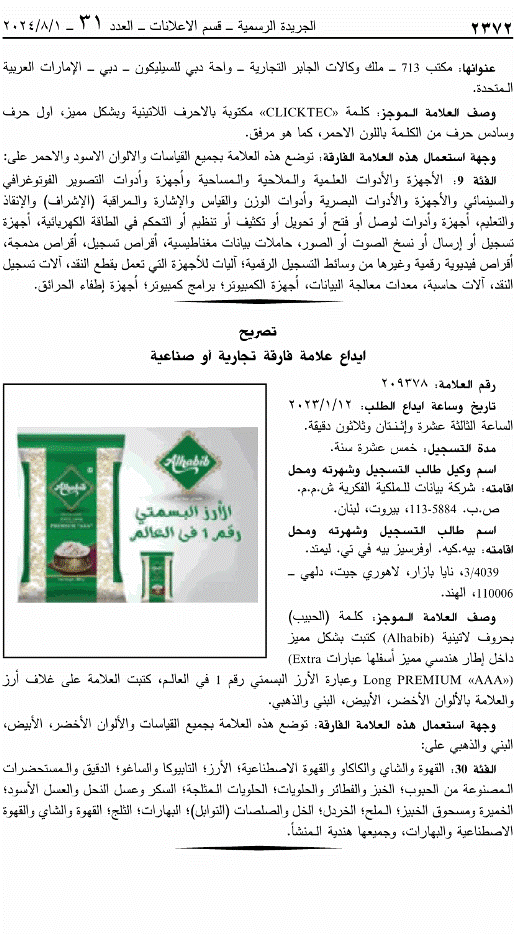 ٢٣٧٢ الجريدة الرسمية ــ قسم الاعلانات ــ العدد ٣١ ــ ٢٠٢٤/٨/١
عنوانها: مكتب 713 ــ ملك وكالات الجابر التجارية ــ واحة دبي للسيليكون ــ دبي ــ الإمارات العربية
المتحدة.
وصف العلامة الموجز: كلمة «CLICKTEC» مكتوبة بالاحرف اللاتينية وبشكل مميز، اول حرف
وسادس حرف من الكلمة باللون الاحمر، كما هو مرفق.
وجهة استعمال هذه العلامة الفارقة: توضع هذه العلامة بجميع القياسات والالوان الاسود والاحمر على:
الفئة 9: الأجهزة والأدوات العلمية والملاحية والمساحية وأجهزة وأدوات التصوير الفوتوغرافي
والسينمائي والأجهزة والأدوات البصرية وأدوات الوزن والقياس والإشارة والمراقبة (الإشراف) والإنقاذ
والتعليم، أجهزة وأدوات لوصل أو فتح أو تحويل أو تكثيف أو تنظيم أو التحكم في الطاقة الكهربائية، أجهزة
تسجيل أو إرسال أو نسخ الصوت أو الصور، حاملات بيانات مغناطيسية، أقراص تسجيل، أقراص مدمجة،
أقراص فيديوية رقمية وغيرها من وسائط التسجيل الرقمية؛ آليات للأجهزة التي تعمل بقطع النقد، آلات تسجيل
النقد، آلات حاسبة، معدات معالجة البيانات، أجهزة الكمبيوتر؛ برامج كمبيوتر؛ أجهزة إطفاء الحرائق.
تصريح
ايداع علامة فارقة تجارية او صناعية
رقم العلامة: ٢٠٩٣٧٨
تاريخ وساعة ايداع الطلب: ٢٠٢٣/١/١٢
الساعة الثالثة عشرة وإثنتان وثلاثون دقيقة.
مدة التسجيل: خمس عشرة سنة.
اسم وكيل طالب التسجيل وشهرته ومحل
اقامته: شركة بيانات للملكية الفكرية ش.م.م.
ص.ب. 5884-113، بيروت، لبنان.
اسم طالب التسجيل وشهرته ومحل
اقامته: بيه.كيه. اوفرسيز بيه في تي. ليمتد.
3/4039، نايا بازار، لاهوري جيت، دلهي ــ
110006، الهند.
Alhabib
الأرز البسمتي
رقم 1 في العالم
Alhabib
PREMIUM "AAA"
وصف العلامة الموجز: كلمة (الحبيب)
بحروف لاتينية (Alhabib) كتبت بشكل مميز
داخل إطار هندسي مميز أسفلها عبارات (Extra
Long PREMIUM «AAA») وعبارة الأرز البسمتي رقم 1 في العالم، كتبت العلامة على غلاف أرز
والعلامة بالألوان الأخضر، الأبيض، البني والذهبي.
وجهة استعمال هذه العلامة الفارقة: توضع هذه العلامة بجميع القياسات والألوان الأخضر، الأبيض،
البني والذهبي على:
الفئة 30: القهوة والشاي والكاكاو والقهوة الاصطناعية؛ الأرز؛ التابيوكا والساغو؛ الدقيق والمستحضرات
المصنوعة من الحبوب؛ الخبز والفطائر والحلويات؛ الحلويات المثلجة؛ السكر وعسل النحل والعسل الأسود؛
الخميرة ومسحوق الخبيز؛ الملح؛ الخردل؛ الخل والصلصات (التوابل)؛ البهارات؛ الثلج؛ القهوة والشاي والقهوة
الاصطناعية والبهارات، وجميعها هندية المنشأ.